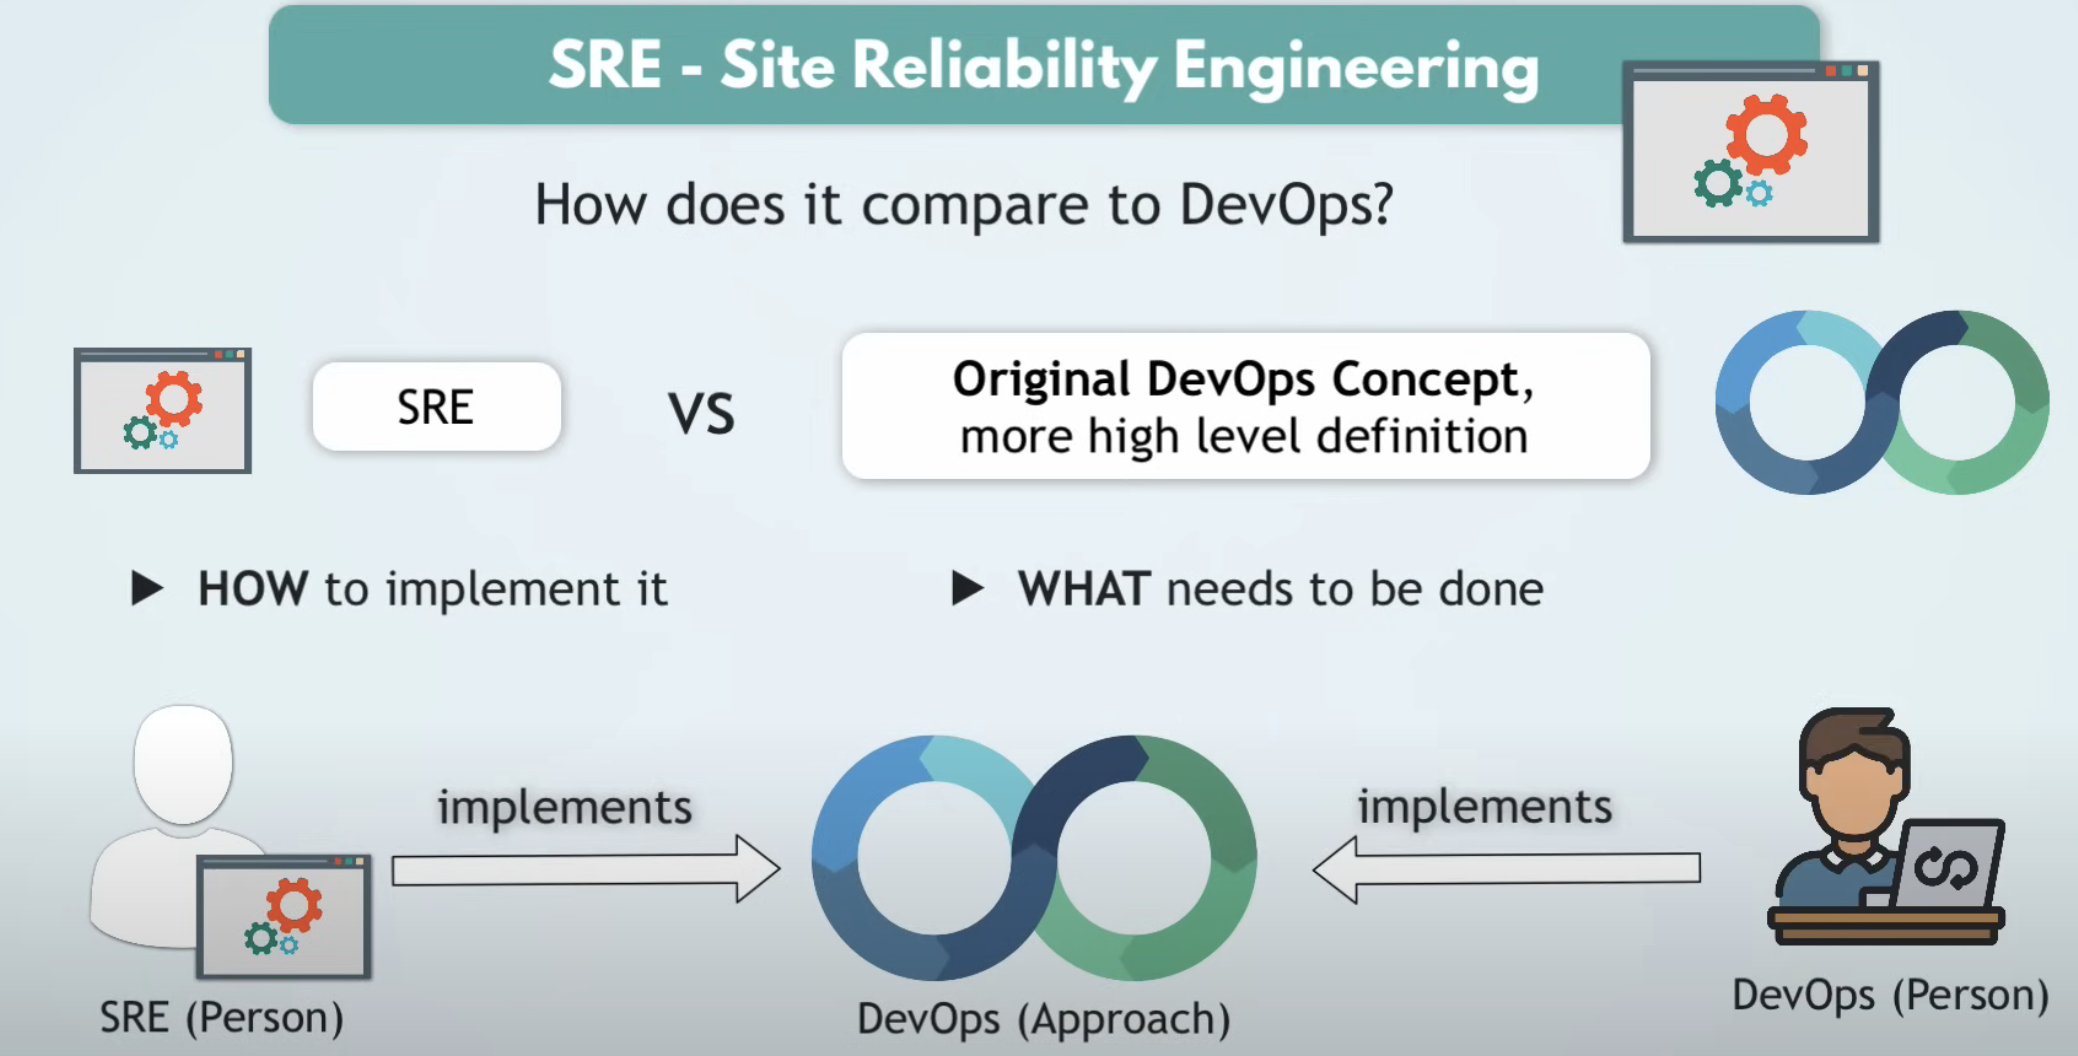 SRE - Site Reliability Engineering
How does it compare to DevOps?
SRE
VS
Original DevOps Concept,
more high level definition
▶ HOW to implement it
▶ WHAT needs to be done
implements
implements
SRE (Person)
DevOps (Approach)
DevOps (Person)